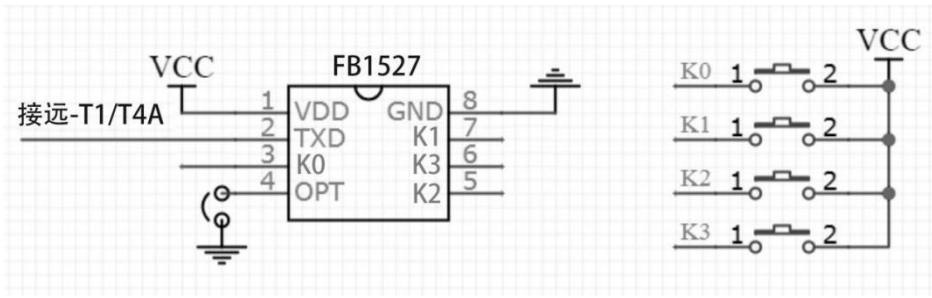 VCC
FB1527
接远-T1/T4A
1 VDD GND 8
2 TXD K1 7
3 K0 K3 6
4 OPT K2 5
VCC
K0 1 2
K1 1 2
K2 1 2
K3 1 2